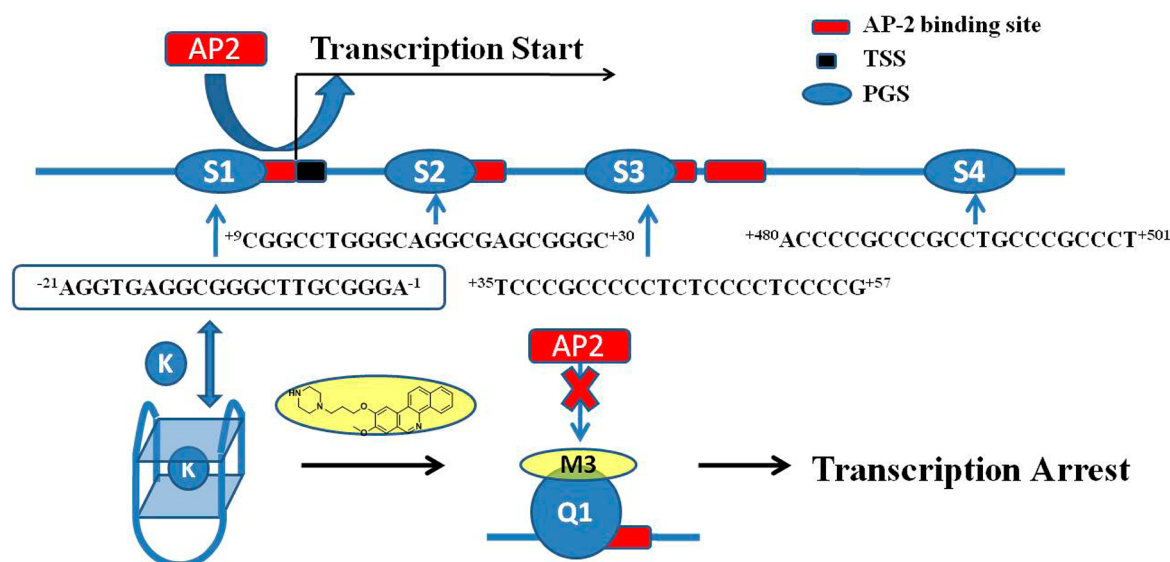 AP2
Transcription Start
AP-2 binding site
TSS
PGS
S1
S2
S3
S4
+9CGGCCTGGGCAGGCGAGCGGGC+30
+480ACCCCGCCCGCCTGCCCGCCCT+501
-21AGGTGAGGCGGGCTTGCGGGA-1
+35TCCCGCCCCCTCTCCCCTCCCCG+57
K
AP2
HN
N
O
O
N
K
M3
Q1
Transcription Arrest